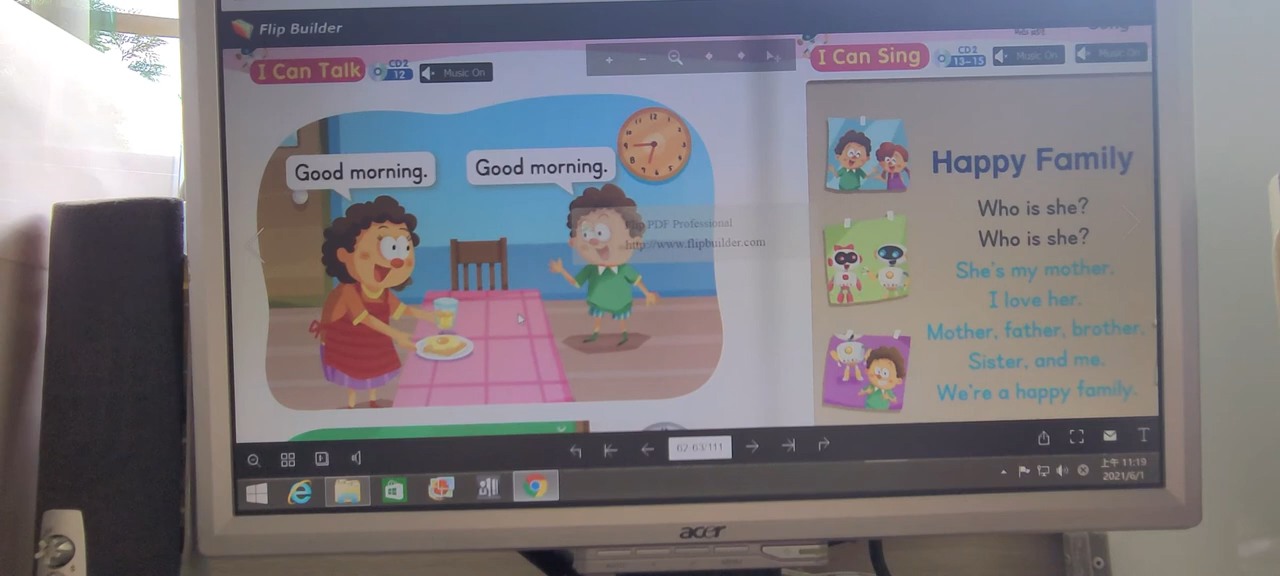 Flip Builder
I Can Talk
CD2
12
Music On
Good morning.
Good morning.
12
PDF Professional
http://www.flipbuilder.com
I Can Sing
CD2
13-15
Music On
Music On
Happy Family
Who is she?
Who is she?
She's my mother.
I love her.
Mother, father, brother.
Sister, and me.
We're a happy family.
62-63/111
上午 11:19
2021/6/1
acer